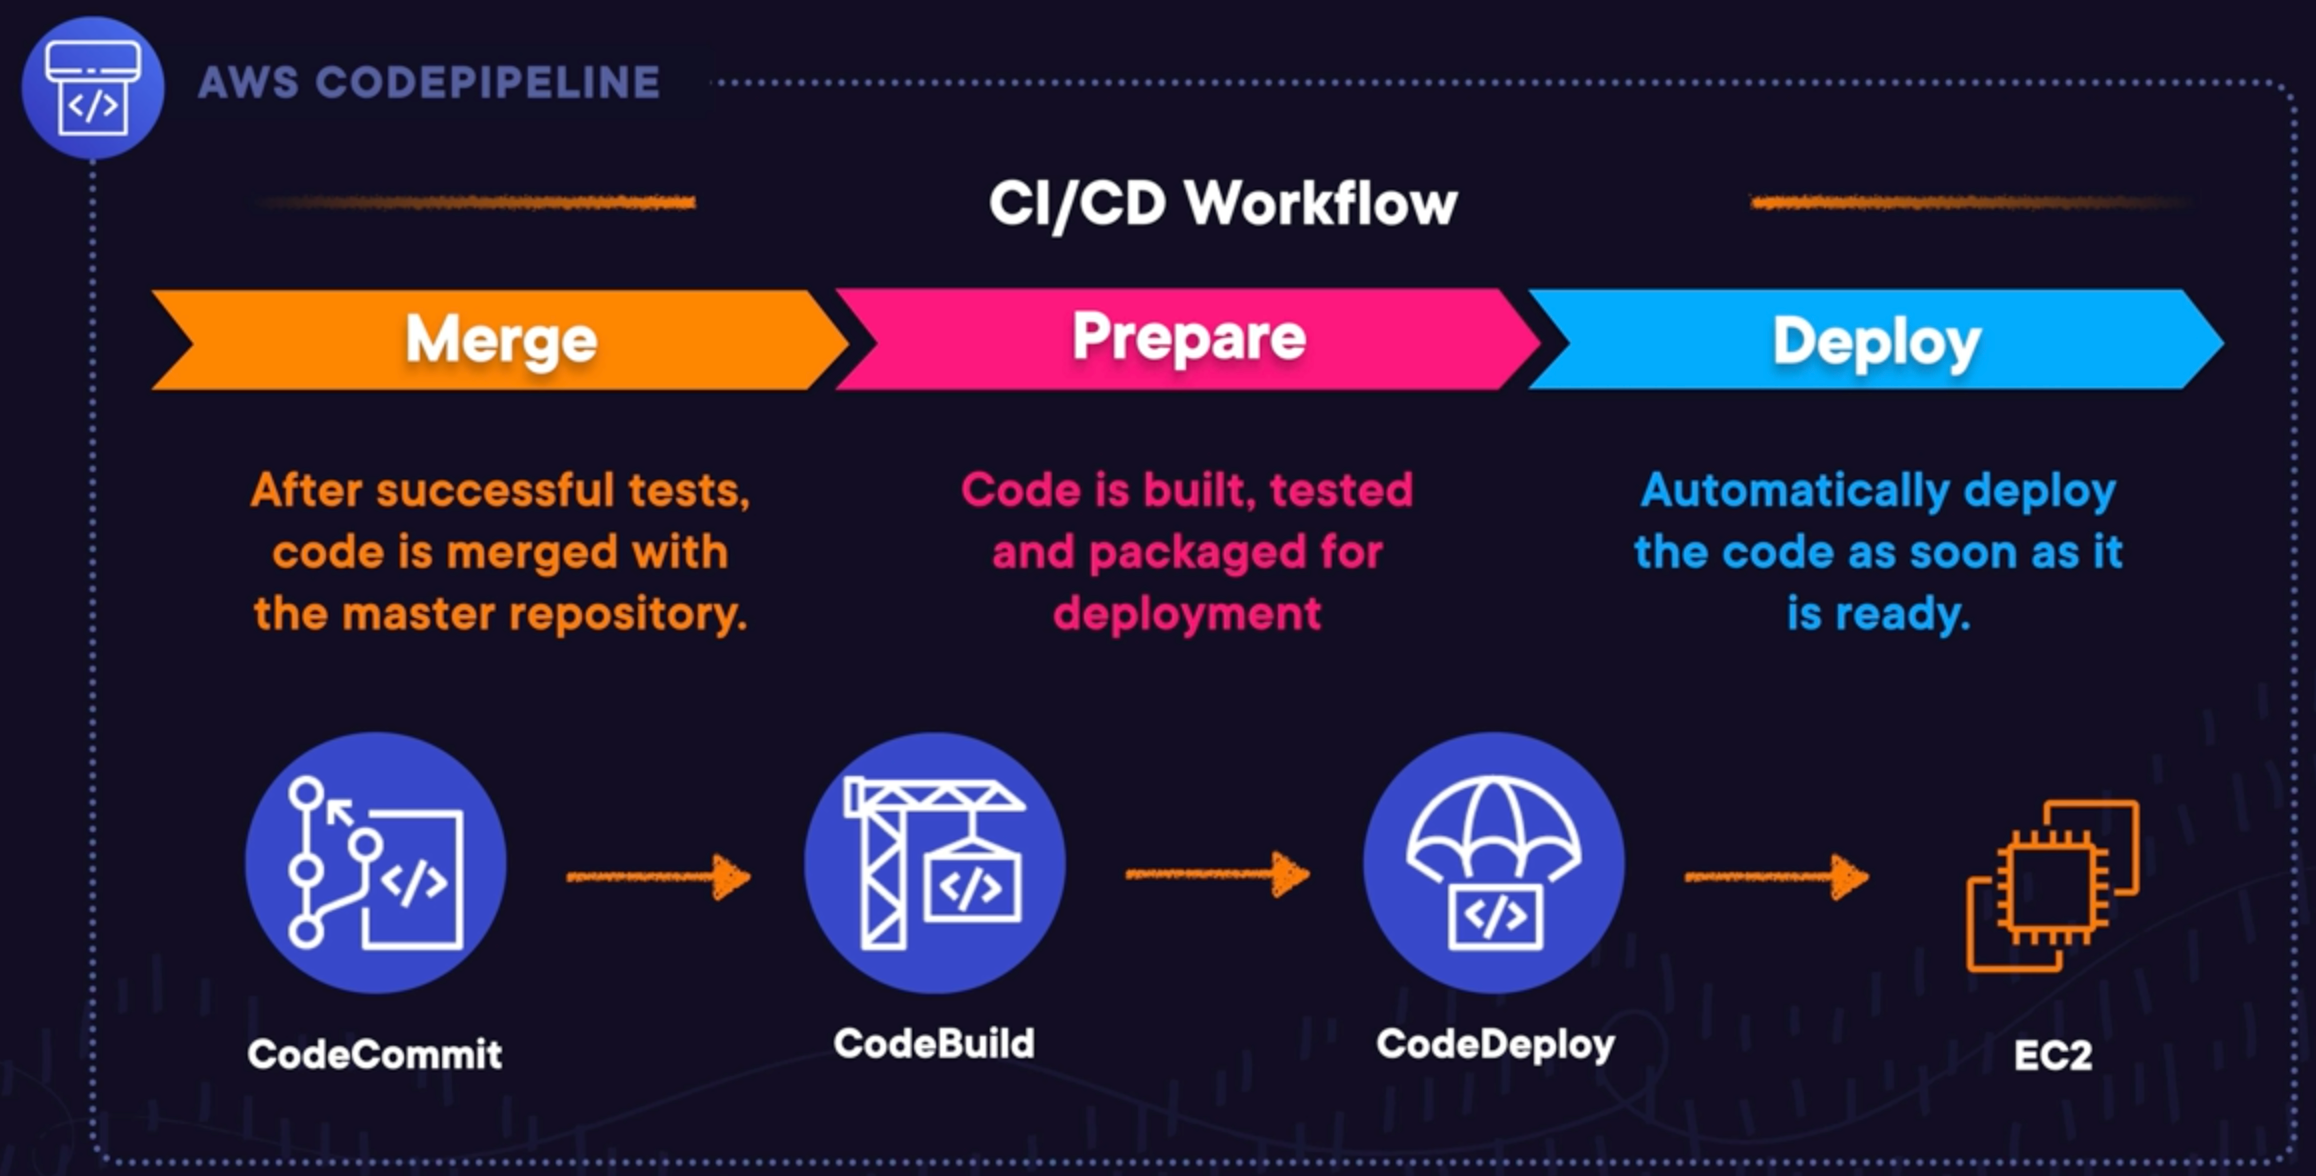 AWS CODEPIPELINE
CI/CD Workflow
Merge
Prepare
Deploy
After successful tests,
code is merged with
the master repository.
Code is built, tested
and packaged for
deployment
Automatically deploy
the code as soon as it
is ready.
</>
</>
</>
</>
CodeCommit
CodeBuild
CodeDeploy
EC2